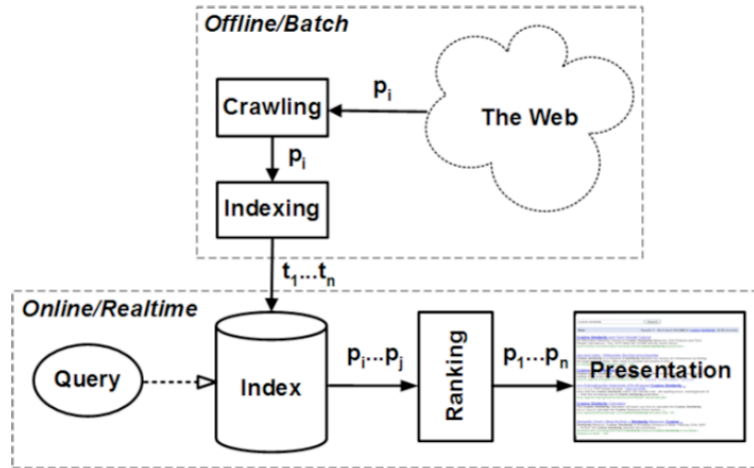 Offline/Batch
Crawling
pᵢ
The Web
pᵢ
Indexing
t₁...tₙ
Online/Realtime
Query
Index
pᵢ...pⱼ
Ranking
p₁...pₙ
Presentation